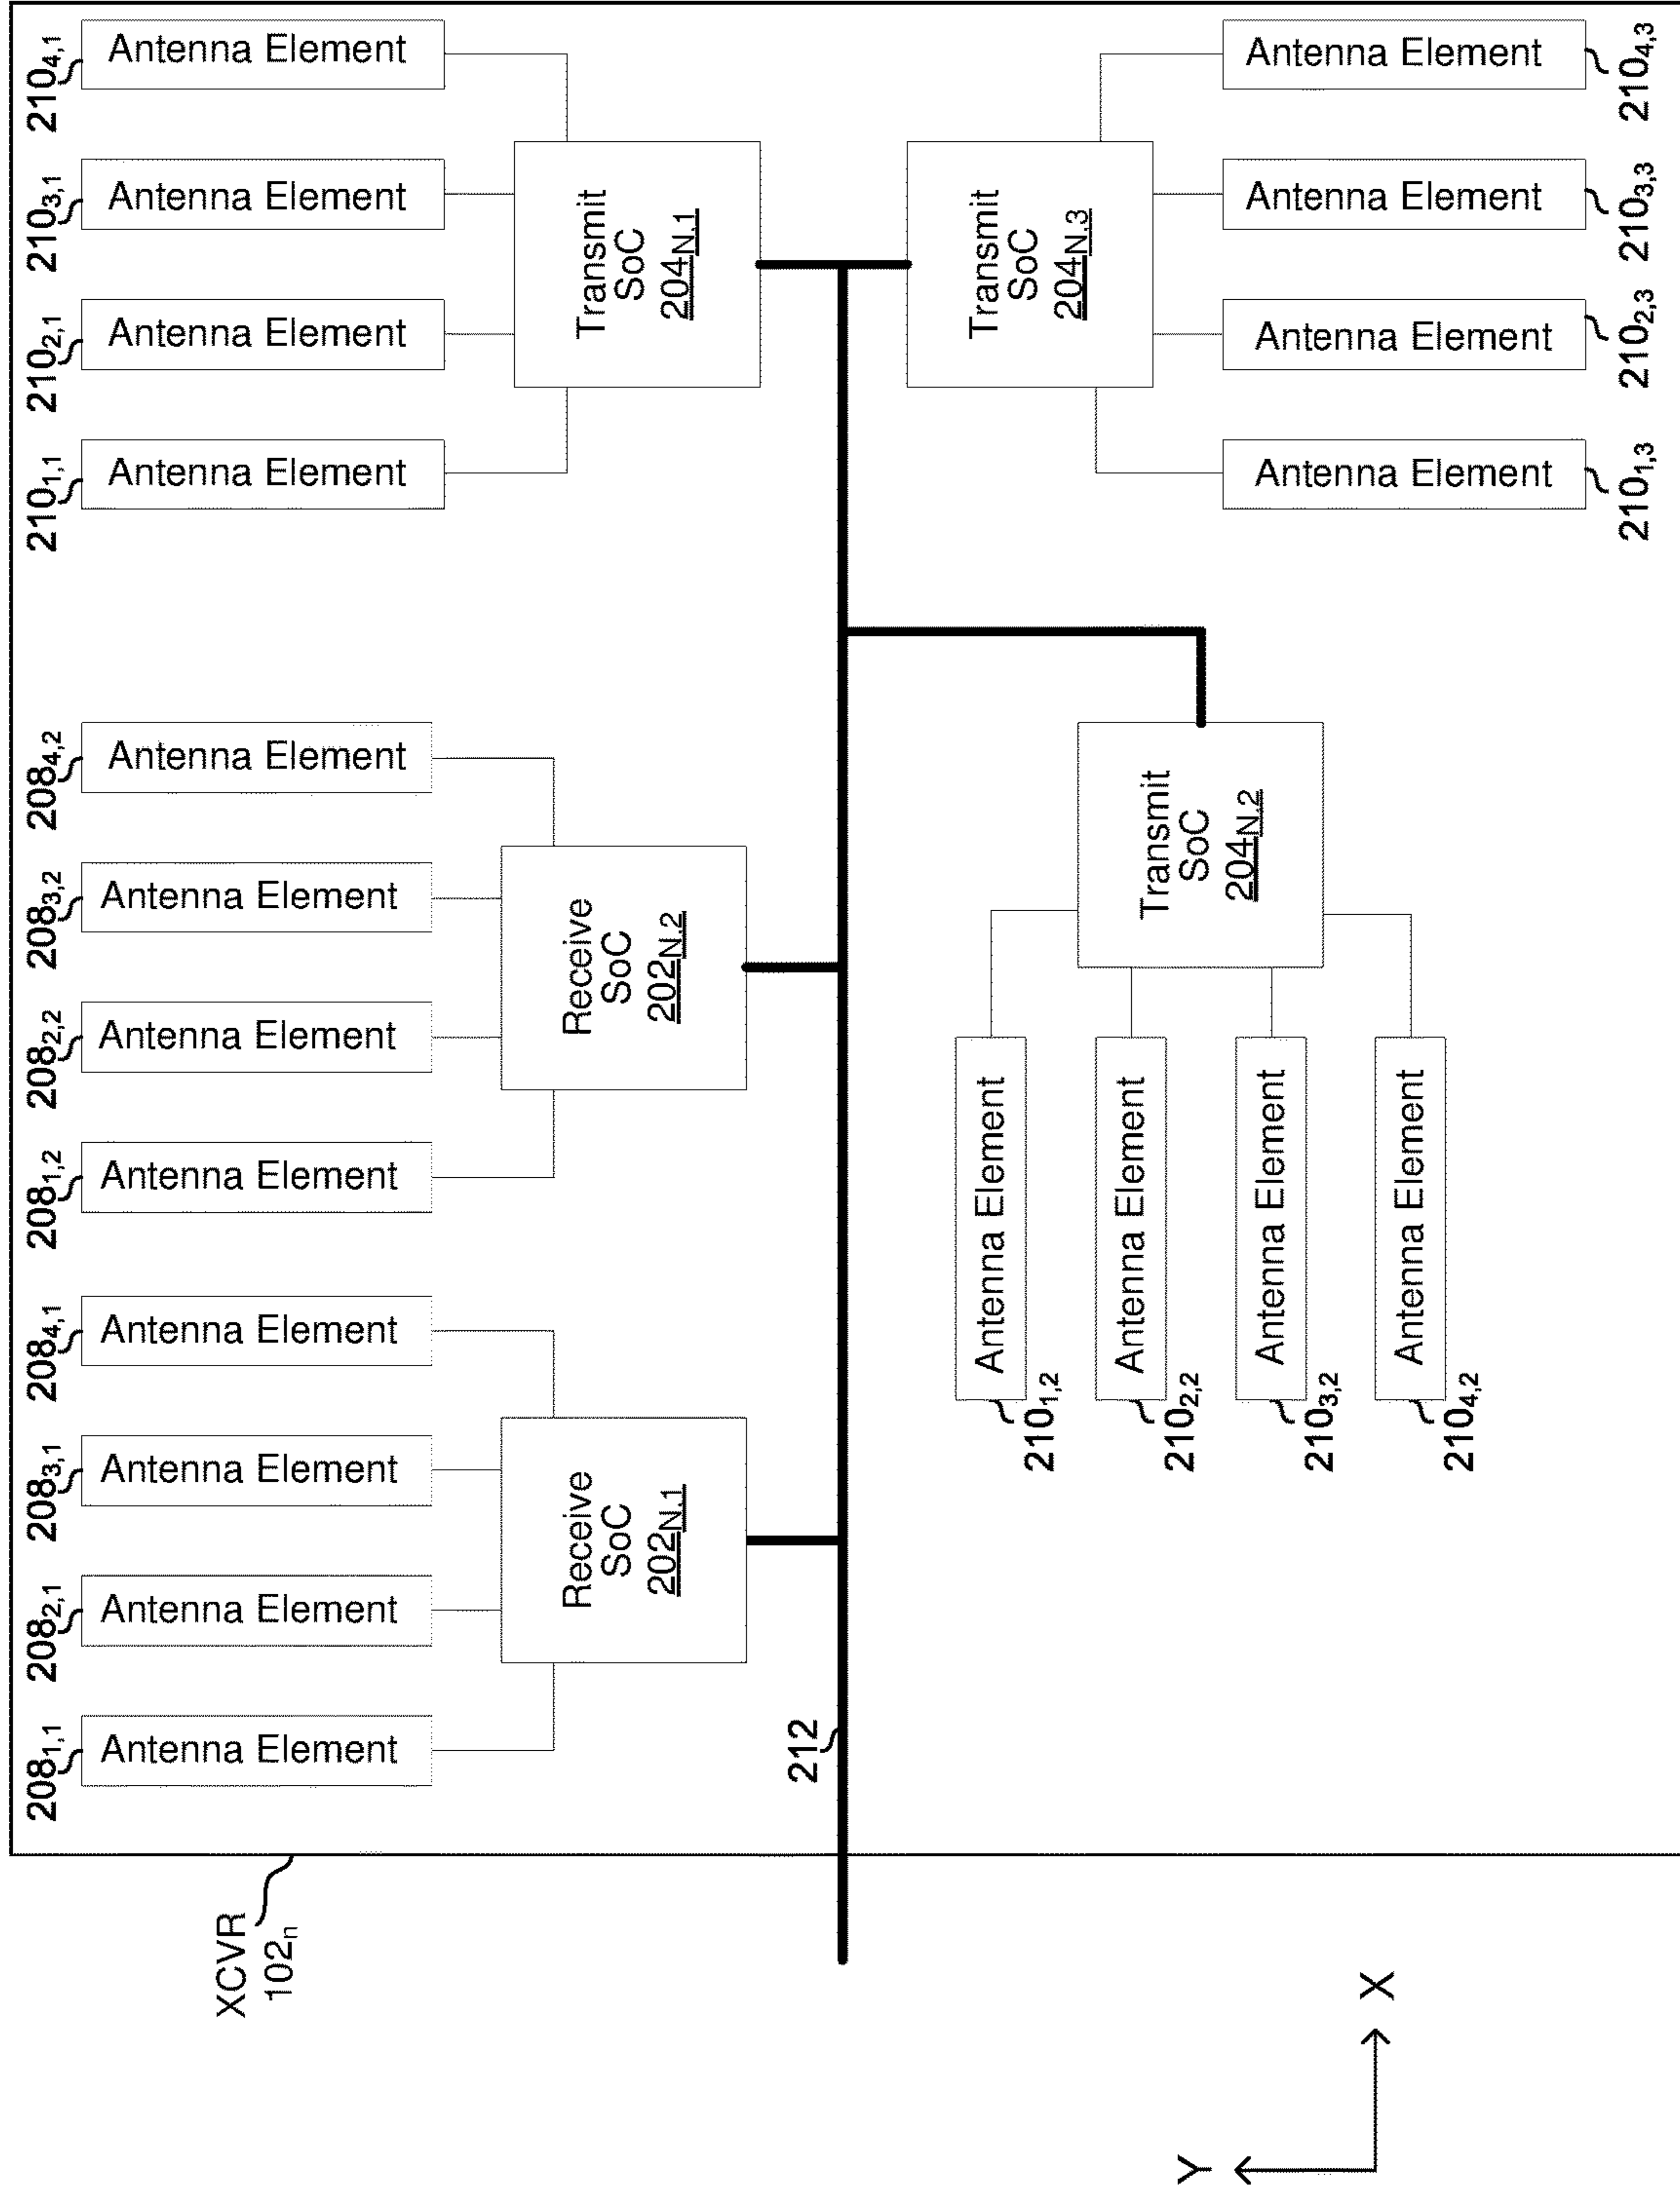 2104,1
Antenna Element
2103,1
Antenna Element
2102,1
Antenna Element
2101,1
Antenna Element
Transmit
SoC
204N,1
Transmit
SoC
204N,3
Antenna Element
2104,3
Antenna Element
2103,3
Antenna Element
2102,3
Antenna Element
2101,3
2084,2
Antenna Element
2083,2
Antenna Element
2082,2
Antenna Element
2081,2
Antenna Element
Receive
SoC
202N,2
Transmit
SoC
204N,2
Antenna Element
2101,2
Antenna Element
2102,2
Antenna Element
2103,2
Antenna Element
2104,2
2084,1
Antenna Element
2083,1
Antenna Element
2082,1
Antenna Element
2081,1
Antenna Element
Receive
SoC
202N,1
212
XCVR
102n
X
Y